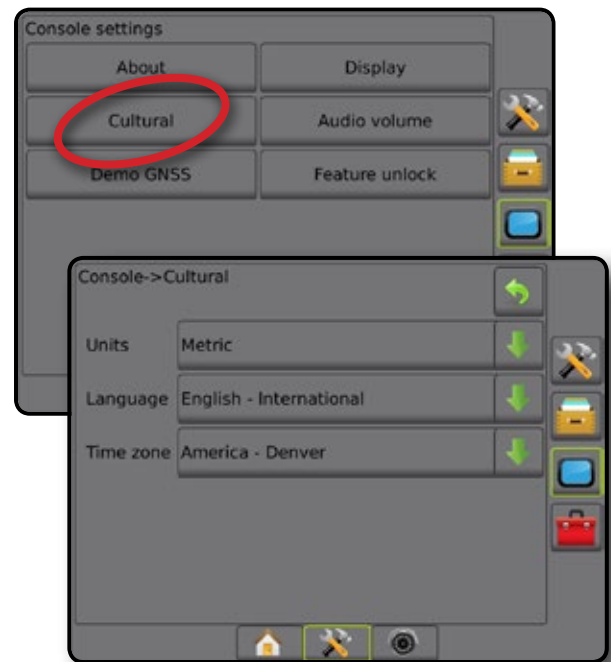 Console settings
About Display
Cultural Audio volume
Demo GNSS Feature unlock
Console->Cultural
Units Metric
Language English - International
Time zone America - Denver